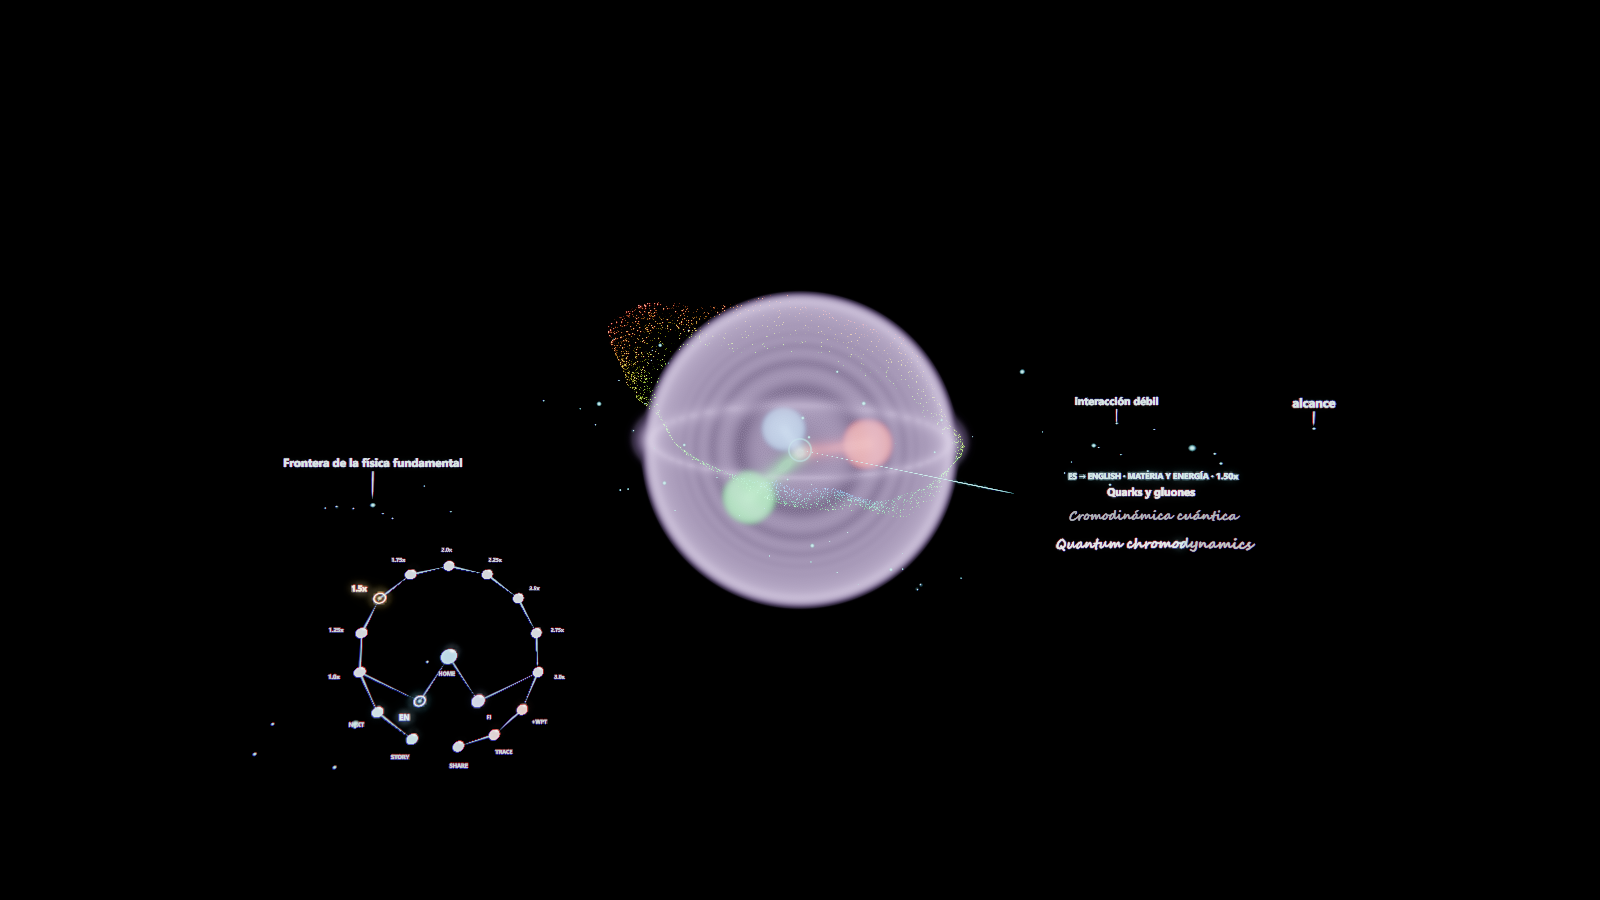 Interacción débil
alcance
Frontera de la física fundamental
ES → ENGLISH · MATERIA Y ENERGÍA · 1.50x
Quarks y gluones
Cromodinámica cuántica
Quantum chromodynamics
2.0x
1.75x
2.25x
1.5x
2.5x
1.25x
2.75x
HOME
1.0x
3.0x
EN
FI
NEXT
+WPT
STORY
TRACE
SHARE